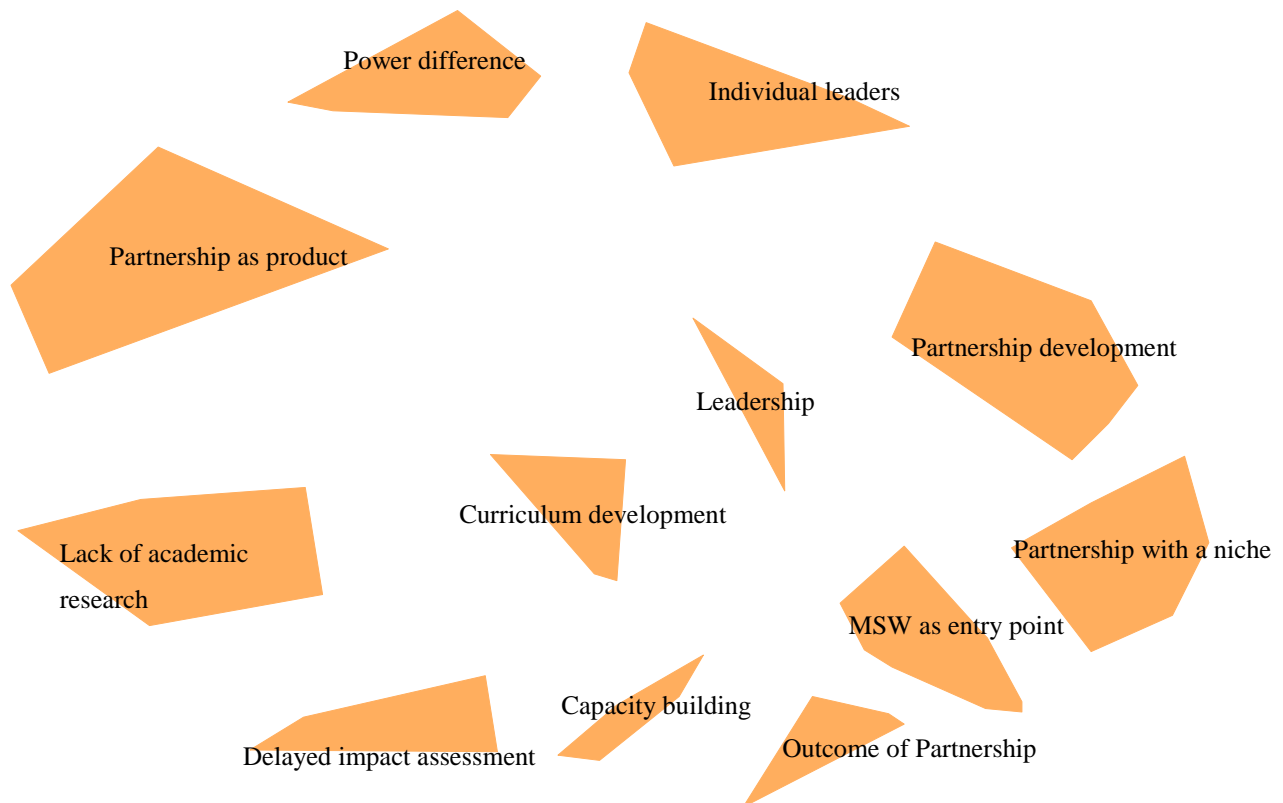 Power difference
Individual leaders
Partnership as product
Partnership development
Leadership
Curriculum development
Lack of academic
research
Partnership with a niche
MSW as entry point
Capacity building
Outcome of Partnership
Delayed impact assessment